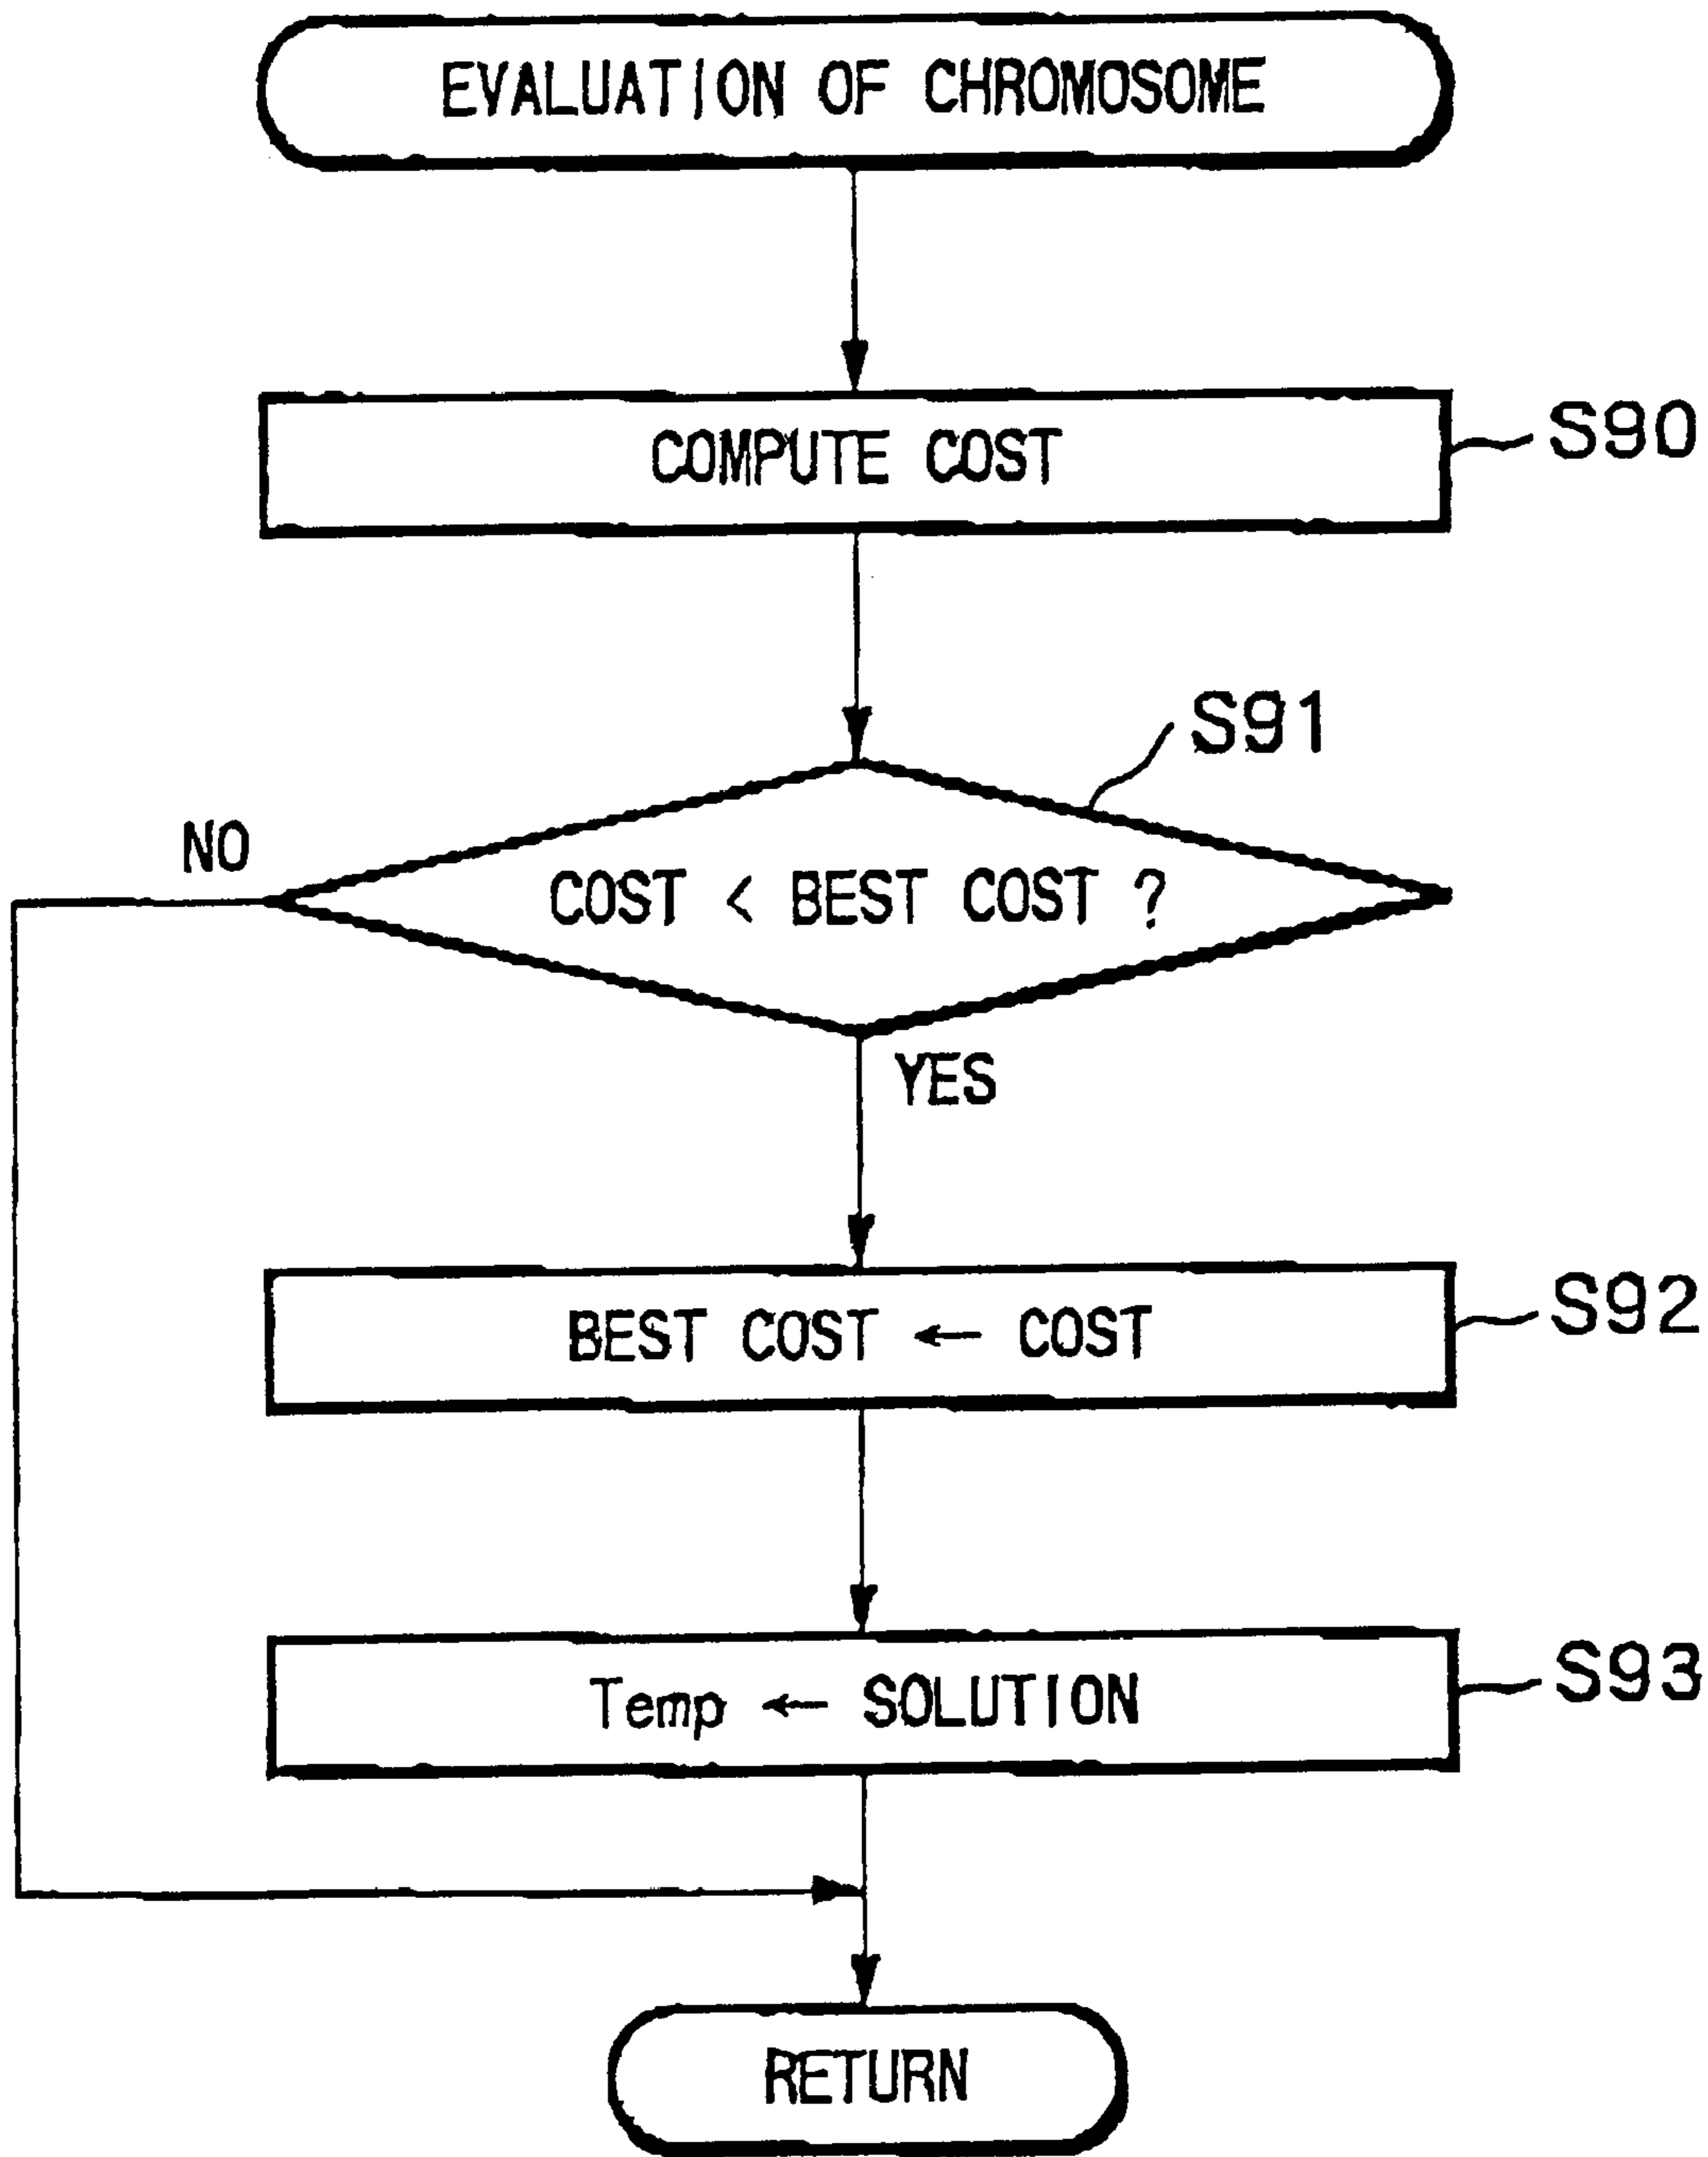 EVALUATION OF CHROMOSOME
COMPUTE COST
S90
S91
NO
COST < BEST COST ?
YES
BEST COST ← COST
S92
Temp ← SOLUTION
S93
RETURN